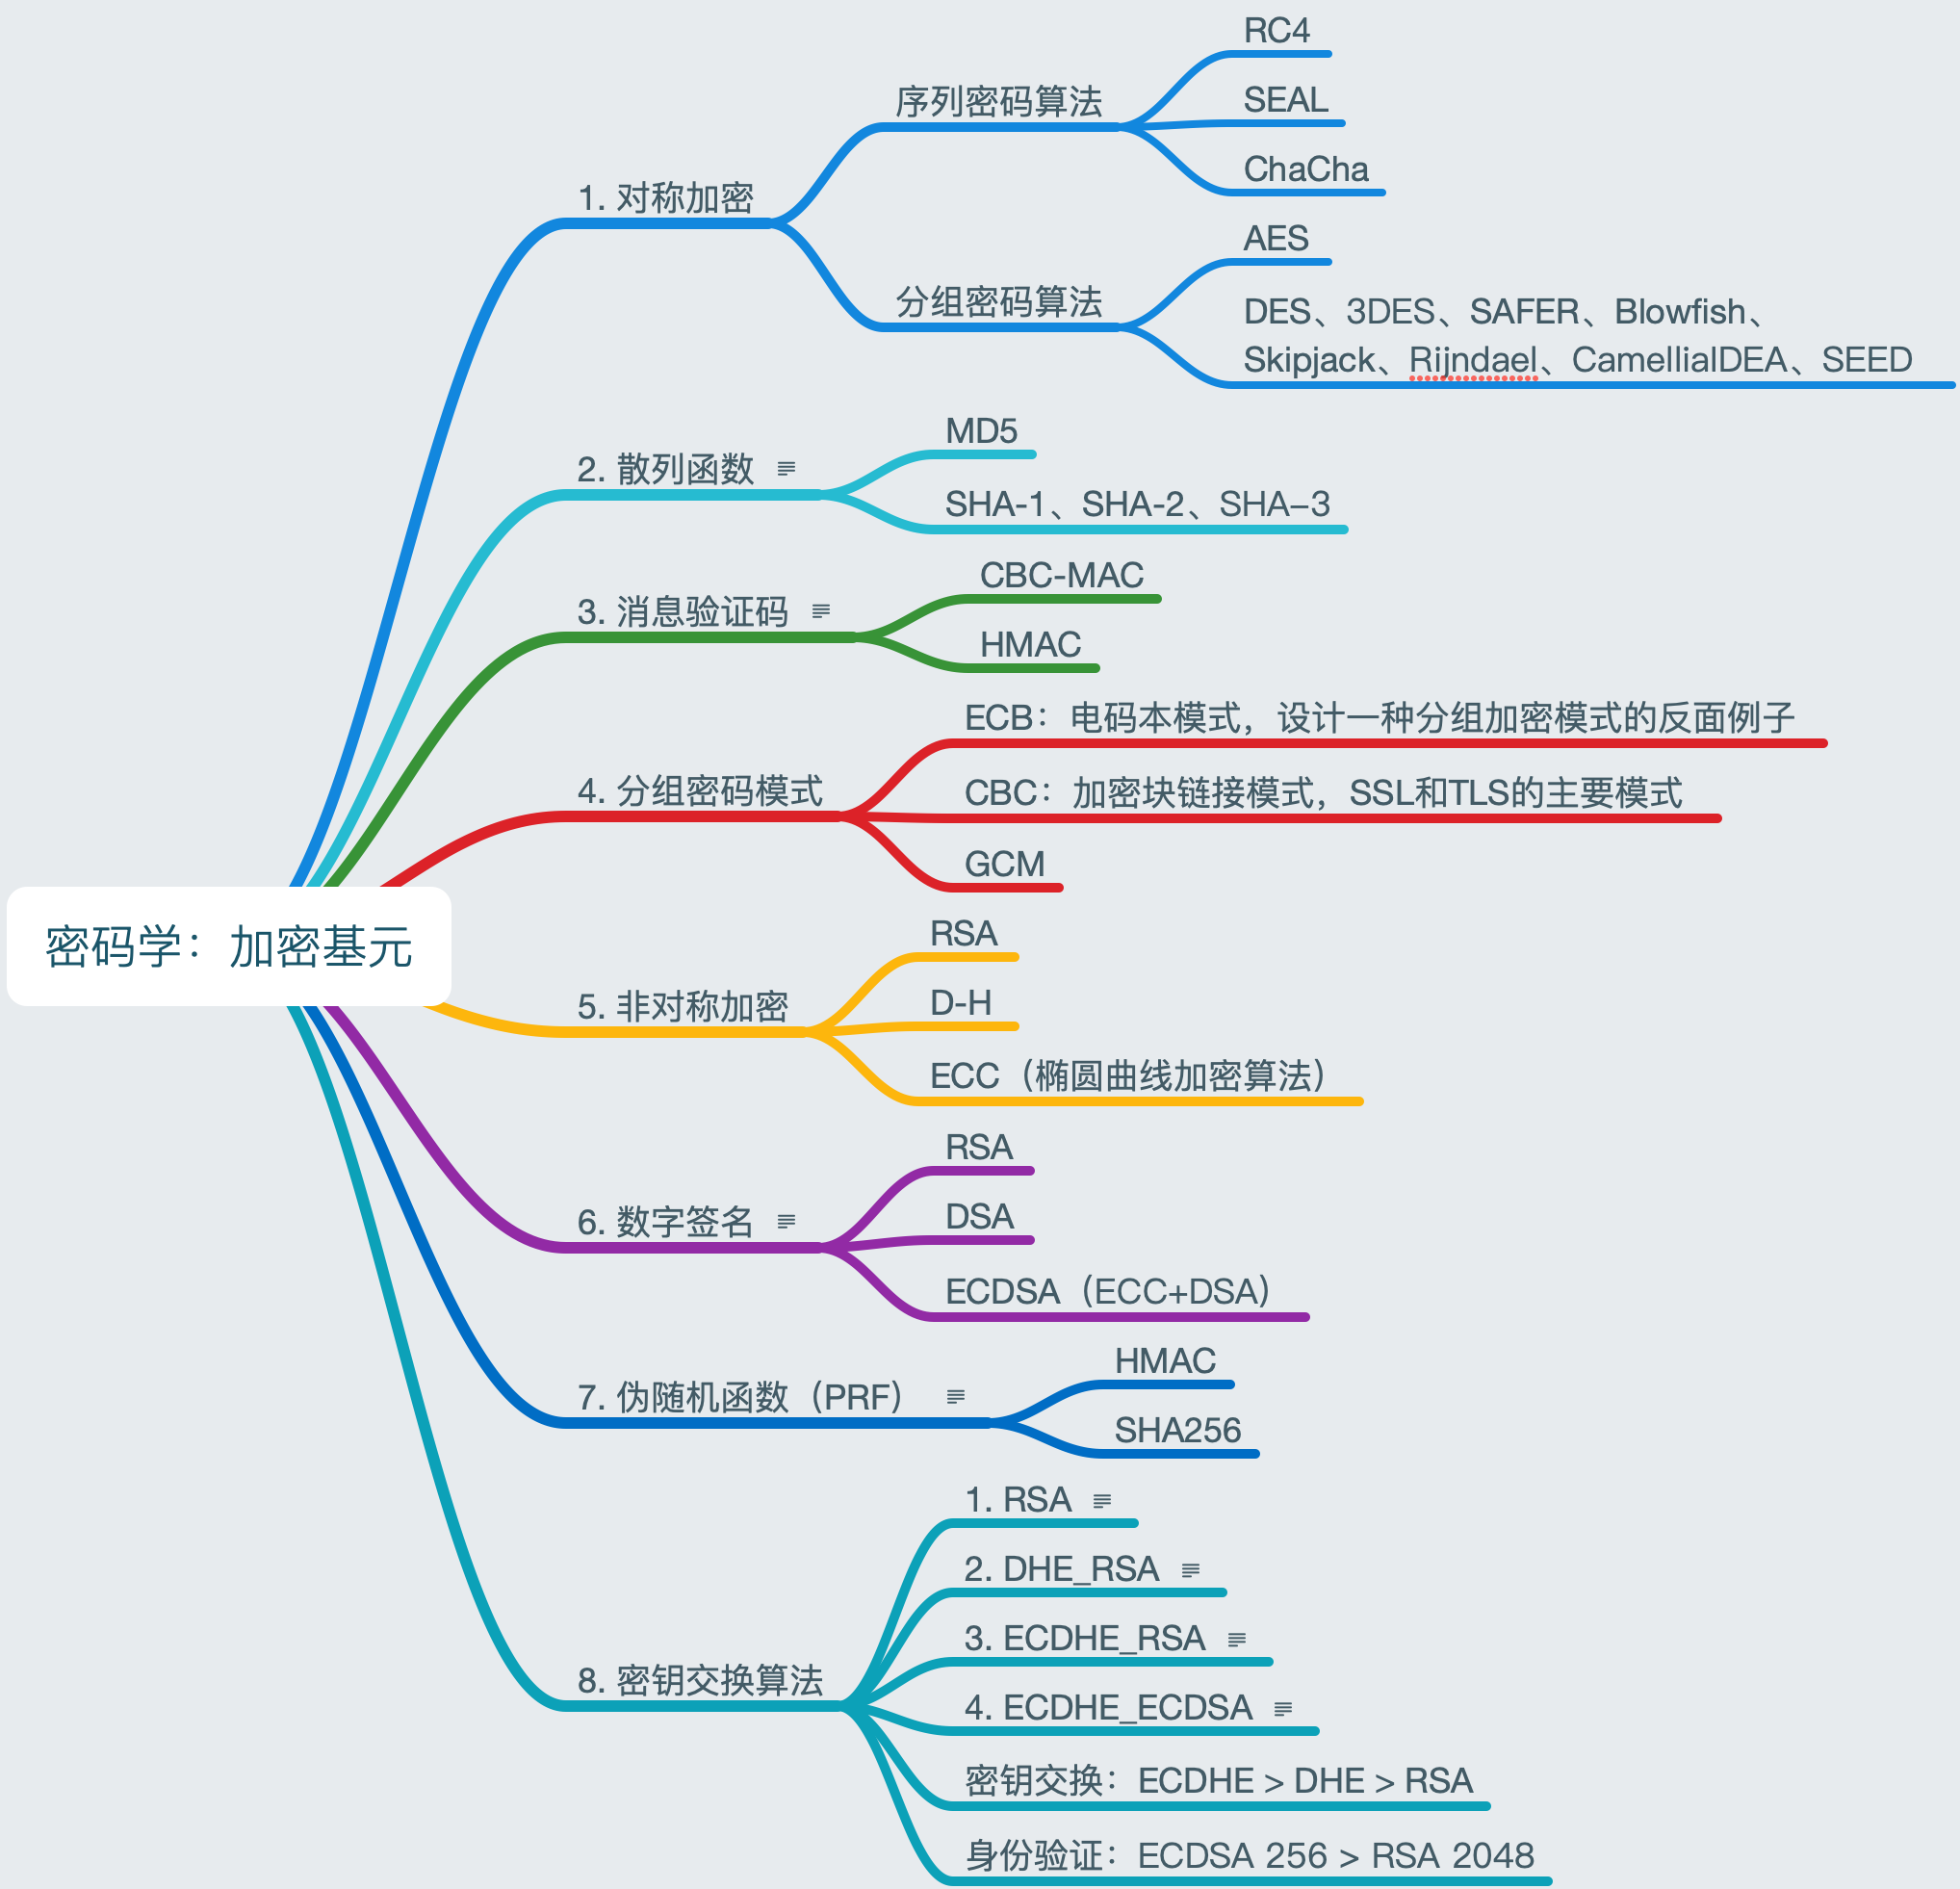 密码学：加密基元
1. 对称加密
序列密码算法
RC4
SEAL
ChaCha
分组密码算法
AES
DES、3DES、SAFER、Blowfish、
Skipjack、Rijndael、CamelliaIDEA、SEED
2. 散列函数
MD5
SHA-1、SHA-2、SHA–3
3. 消息验证码
CBC-MAC
HMAC
4. 分组密码模式
ECB：电码本模式，设计一种分组加密模式的反面例子
CBC：加密块链接模式，SSL和TLS的主要模式
GCM
5. 非对称加密
RSA
D-H
ECC（椭圆曲线加密算法）
6. 数字签名
RSA
DSA
ECDSA（ECC+DSA）
7. 伪随机函数（PRF）
HMAC
SHA256
8. 密钥交换算法
1. RSA
2. DHE_RSA
3. ECDHE_RSA
4. ECDHE_ECDSA
密钥交换：ECDHE > DHE > RSA
身份验证：ECDSA 256 > RSA 2048